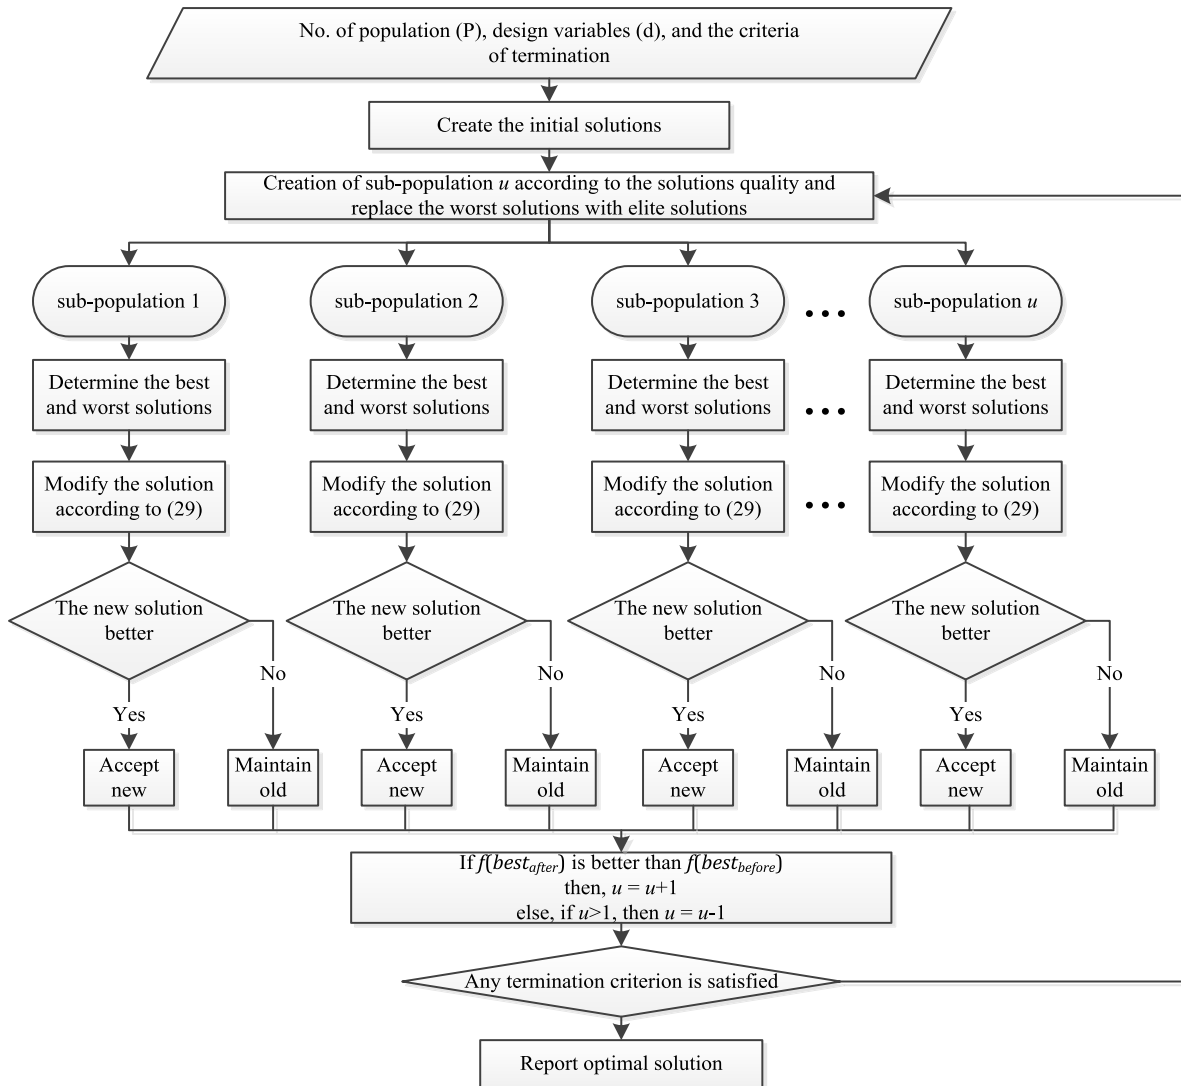 No. of population (P), design variables (d), and the criteria
of termination
Create the initial solutions
Creation of sub-population u according to the solutions quality and
replace the worst solutions with elite solutions
sub-population 1
sub-population 2
sub-population 3
...
sub-population u
Determine the best
and worst solutions
Determine the best
and worst solutions
Determine the best
and worst solutions
...
Determine the best
and worst solutions
Modify the solution
according to (29)
Modify the solution
according to (29)
Modify the solution
according to (29)
...
Modify the solution
according to (29)
The new solution
better
The new solution
better
The new solution
better
The new solution
better
No
No
No
No
Yes
Yes
Yes
Yes
Accept
new
Maintain
old
Accept
new
Maintain
old
Accept
new
Maintain
old
Accept
new
Maintain
old
If f(best_after) is better than f(best_before)
then, u = u+1
else, if u>1, then u = u-1
Any termination criterion is satisfied
Report optimal solution